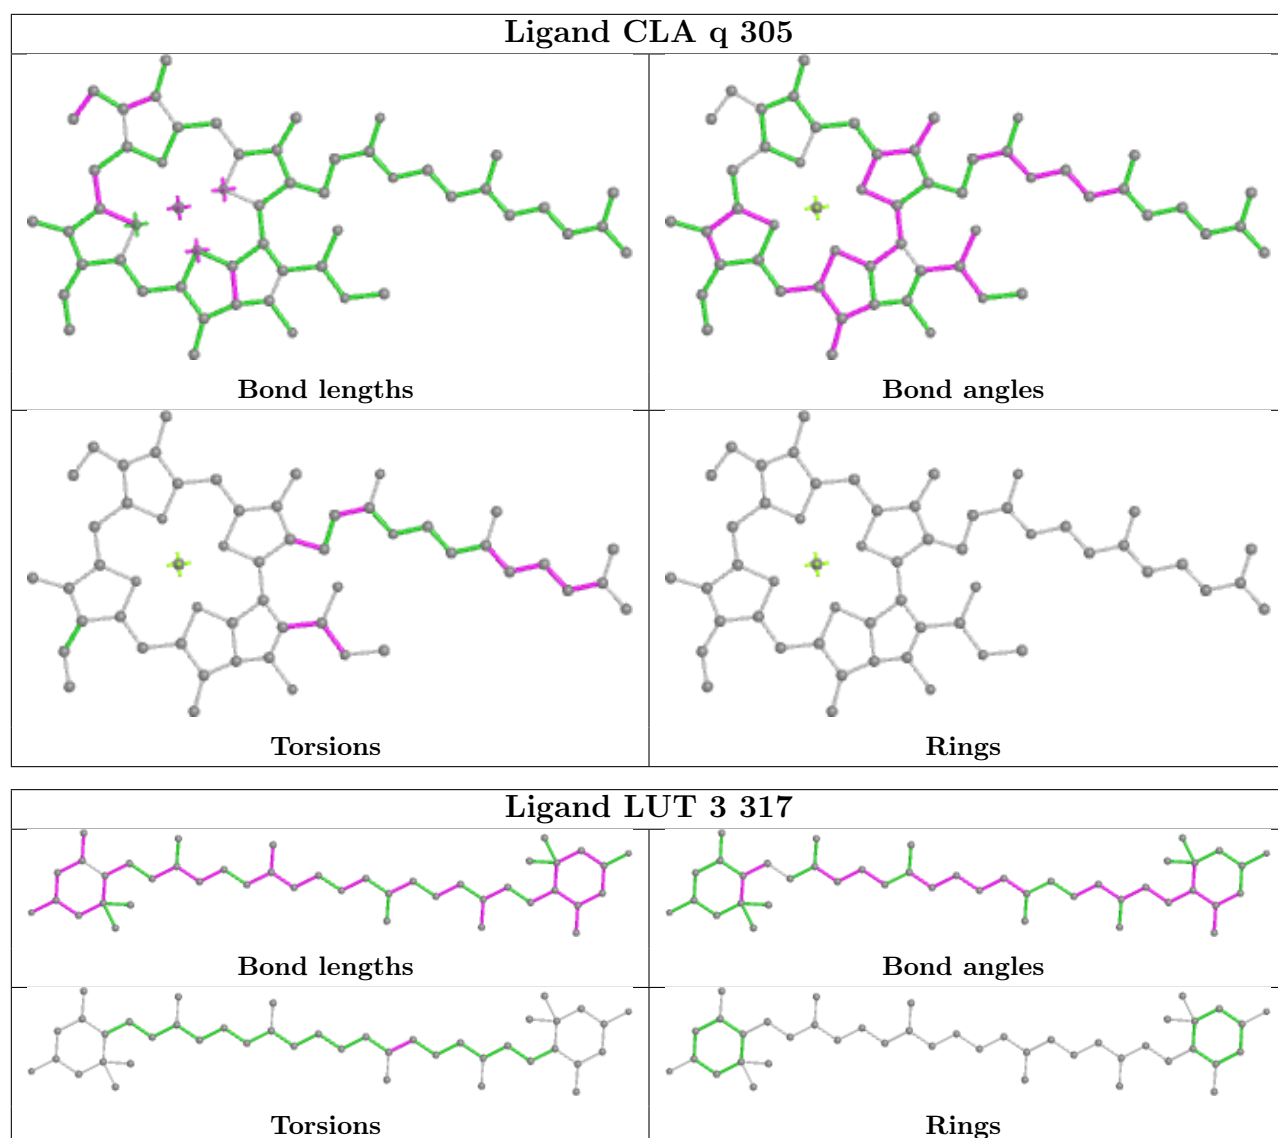 Ligand CLA q 305
Bond lengths
Bond angles
Torsions
Rings
Ligand LUT 3 317
Bond lengths
Bond angles
Torsions
Rings